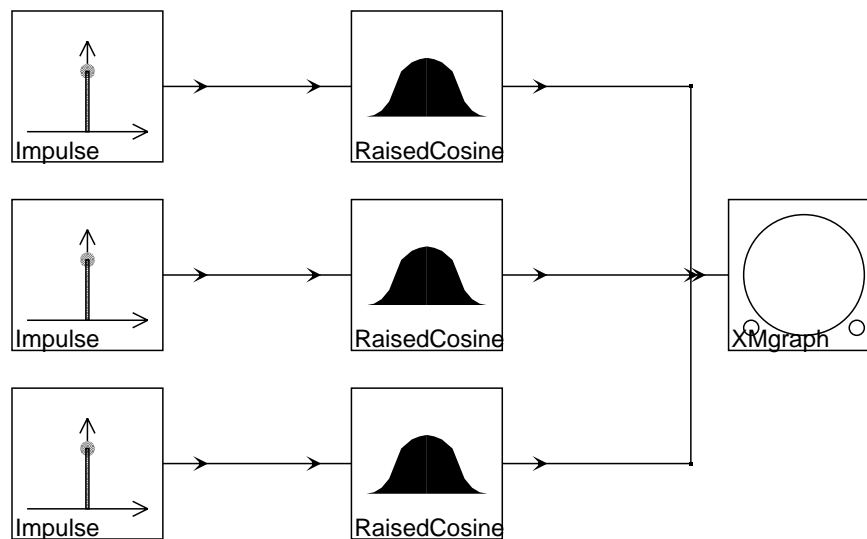 Impulse
RaisedCosine
Impulse
RaisedCosine
XMgraph
Impulse
RaisedCosine